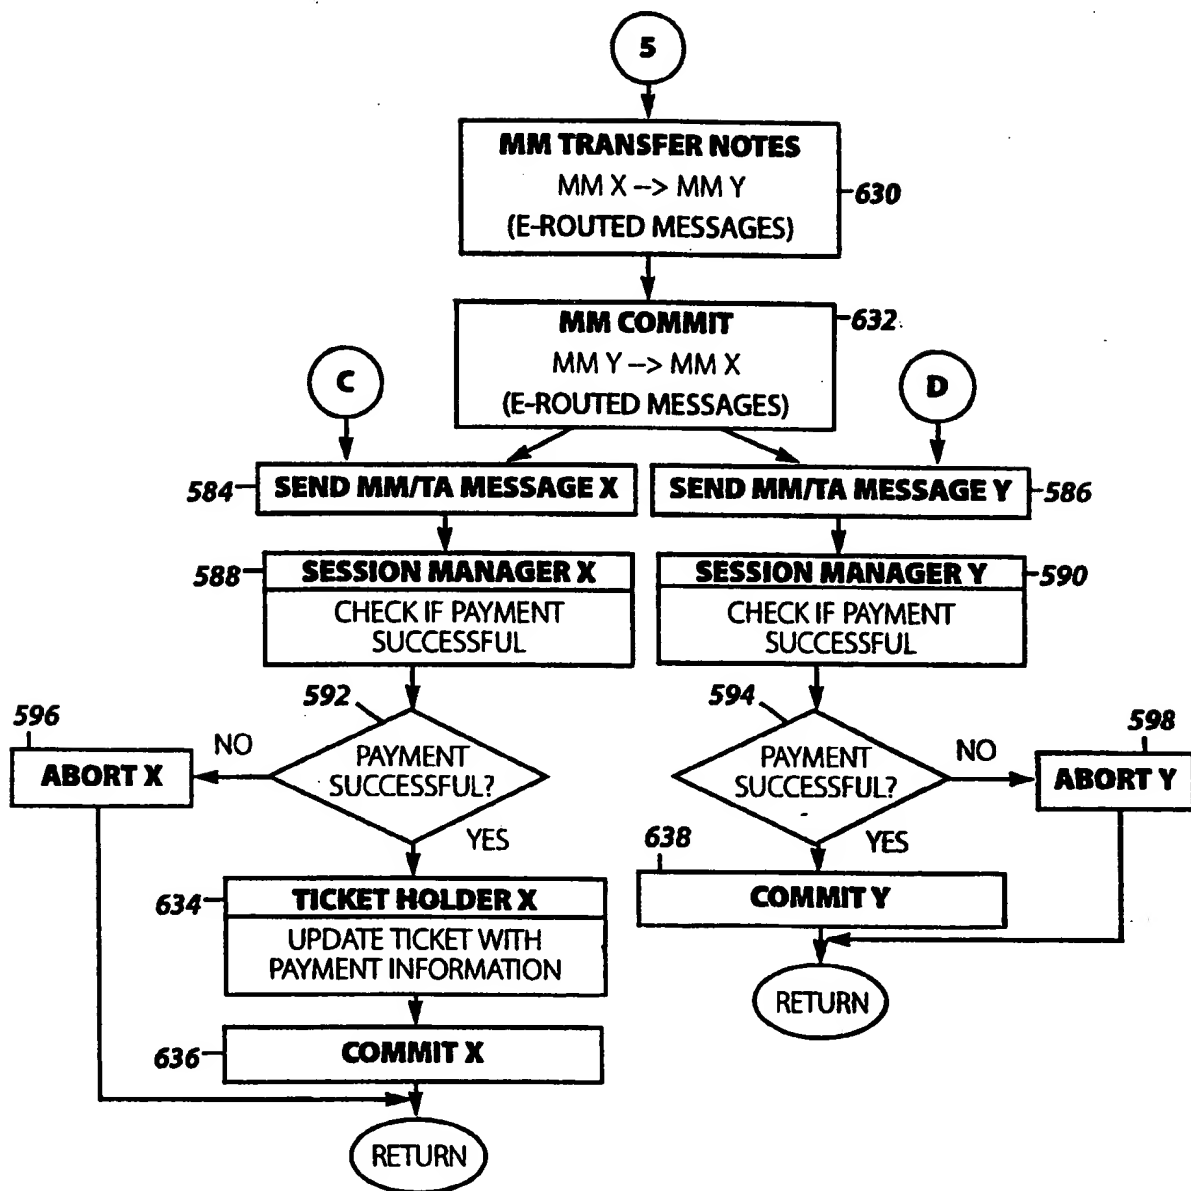 5
MM TRANSFER NOTES
MM X --> MM Y
(E-ROUTED MESSAGES)
630
MM COMMIT
MM Y --> MM X
(E-ROUTED MESSAGES)
632
C
D
584
SEND MM/TA MESSAGE X
SEND MM/TA MESSAGE Y
586
588
SESSION MANAGER X
CHECK IF PAYMENT
SUCCESSFUL
SESSION MANAGER Y
CHECK IF PAYMENT
SUCCESSFUL
590
592
594
596
598
NO
PAYMENT
SUCCESSFUL?
YES
ABORT X
PAYMENT
SUCCESSFUL?
NO
YES
ABORT Y
634
TICKET HOLDER X
UPDATE TICKET WITH
PAYMENT INFORMATION
638
COMMIT Y
RETURN
636
COMMIT X
RETURN